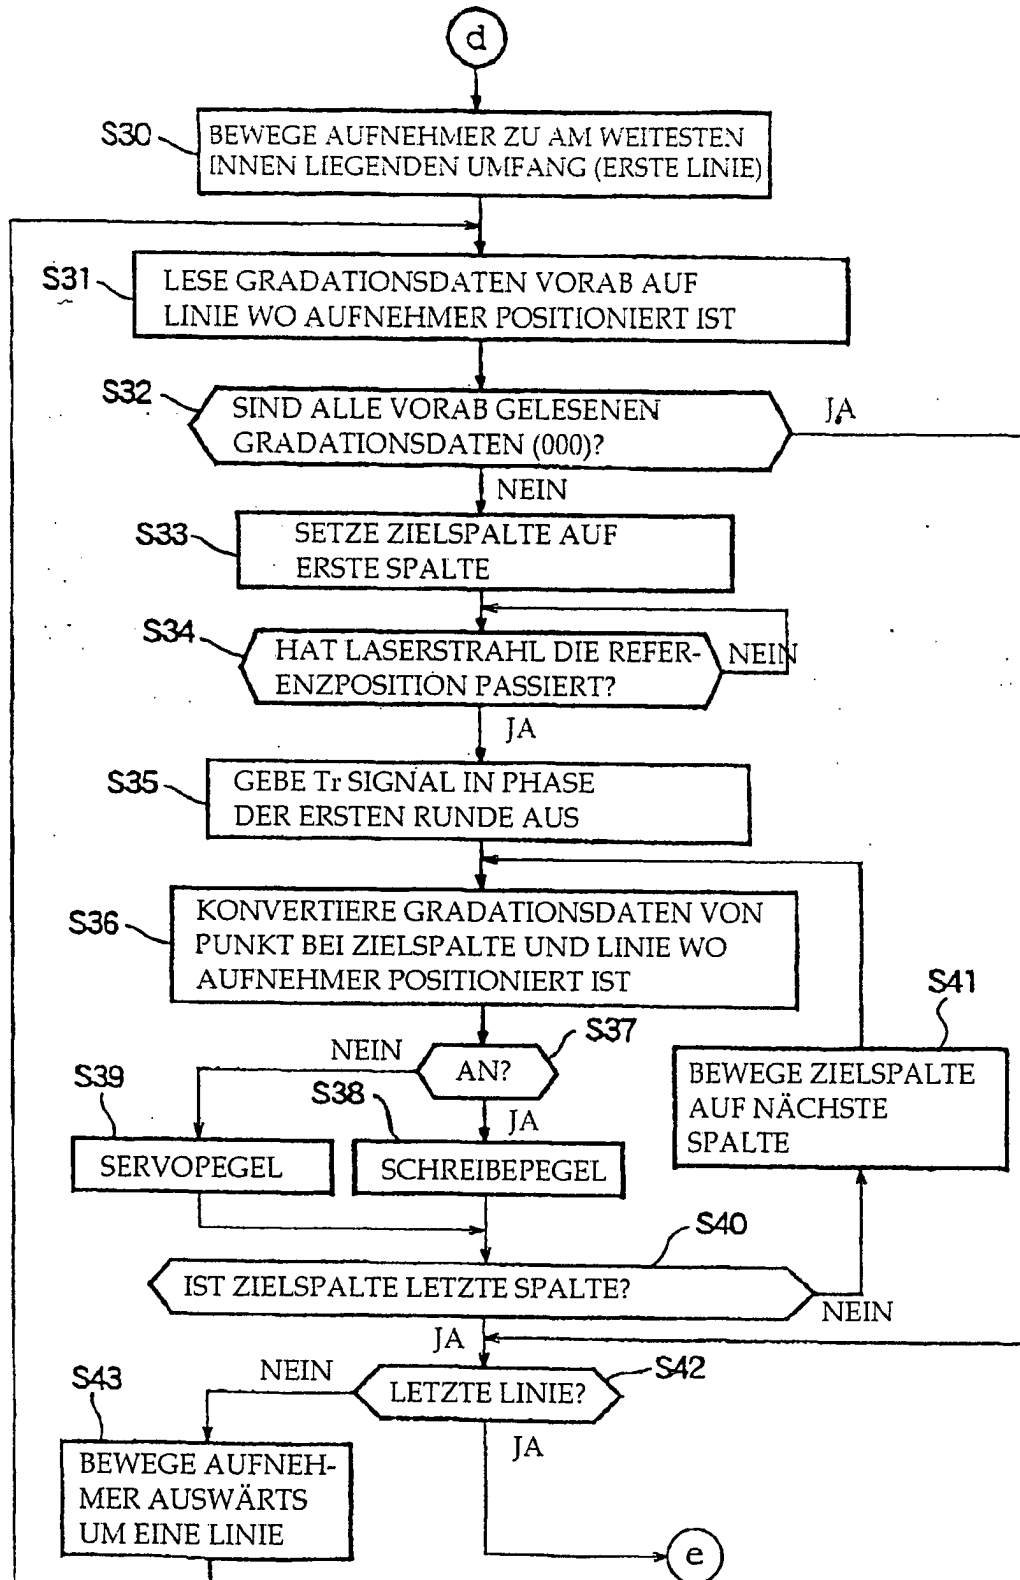 d
S30
BEWEGE AUFNEHMER ZU AM WEITESTEN
INNEN LIEGENDEN UMFANG (ERSTE LINIE)
S31
LESE GRADATIONSDATEN VORAB AUF
LINIE WO AUFNEHMER POSITIONIERT IST
S32
SIND ALLE VORAB GELESENEN
GRADATIONSDATEN (000)?
JA
NEIN
S33
SETZE ZIELSPALTE AUF
ERSTE SPALTE
S34
HAT LASERSTRAHL DIE REFER-
ENZPOSITION PASSIERT?
NEIN
JA
S35
GEBE Tr SIGNAL IN PHASE
DER ERSTEN RUNDE AUS
S36
KONVERTIERE GRADATIONSDATEN VON
PUNKT BEI ZIELSPALTE UND LINIE WO
AUFNEHMER POSITIONIERT IST
S41
BEWEGE ZIELSPALTE
AUF NÄCHSTE
SPALTE
S37
AN?
NEIN
JA
S39
SERVOPEGEL
S38
SCHREIBEPEGEL
S40
IST ZIELSPALTE LETZTE SPALTE?
NEIN
JA
S42
LETZTE LINIE?
NEIN
JA
S43
BEWEGE AUFNEH-
MER AUSWÄRTS
UM EINE LINIE
e